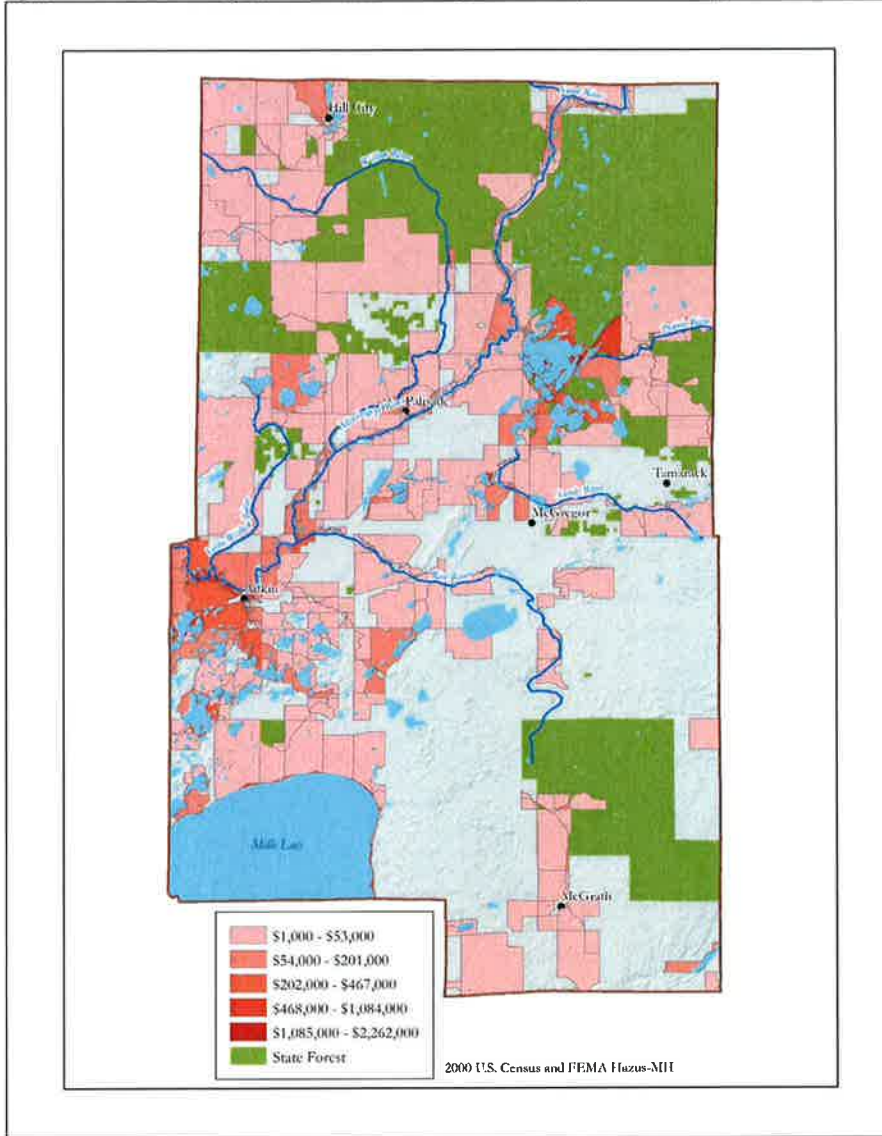 Hill City
Willow River
Palisade
Tamarack
McGregor
Aitkin
Mille Lacs
McGrath
$1,000 - $53,000
$54,000 - $201,000
$202,000 - $467,000
$468,000 - $1,084,000
$1,085,000 - $2,262,000
State Forest
2000 U.S. Census and FEMA Hazus-MH